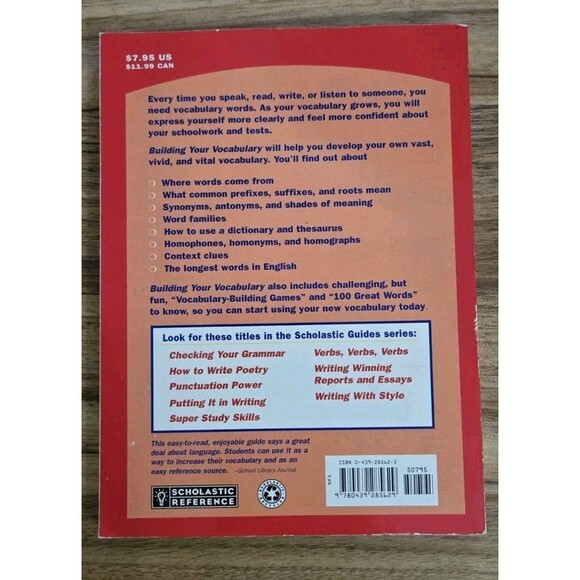 $7.95 US
$11.99 CAN
Every time you speak, read, write, or listen to someone, you
need vocabulary words. As your vocabulary grows, you will
express yourself more clearly and feel more confident about
your schoolwork and tests.
Building Your Vocabulary will help you develop your own vast,
vivid, and vital vocabulary. You'll find out about
❍ Where words come from
❍ What common prefixes, suffixes, and roots mean
❍ Synonyms, antonyms, and shades of meaning
❍ Word families
❍ How to use a dictionary and thesaurus
❍ Homophones, homonyms, and homographs
❍ Context clues
❍ The longest words in English
Building Your Vocabulary also includes challenging, but
fun, “Vocabulary-Building Games” and “100 Great Words”
to know, so you can start using your new vocabulary today.
Look for these titles in the Scholastic Guides series:
Checking Your Grammar
How to Write Poetry
Punctuation Power
Putting It in Writing
Super Study Skills
Verbs, Verbs, Verbs
Writing Winning
Reports and Essays
Writing With Style
This easy-to-read, enjoyable guide says a great
deal about language. Students can use it as a
way to increase their vocabulary and as an
easy reference source. –School Library Journal
SCHOLASTIC
REFERENCE
ISBN 0-439-28562-3
50795
9 780439 285629